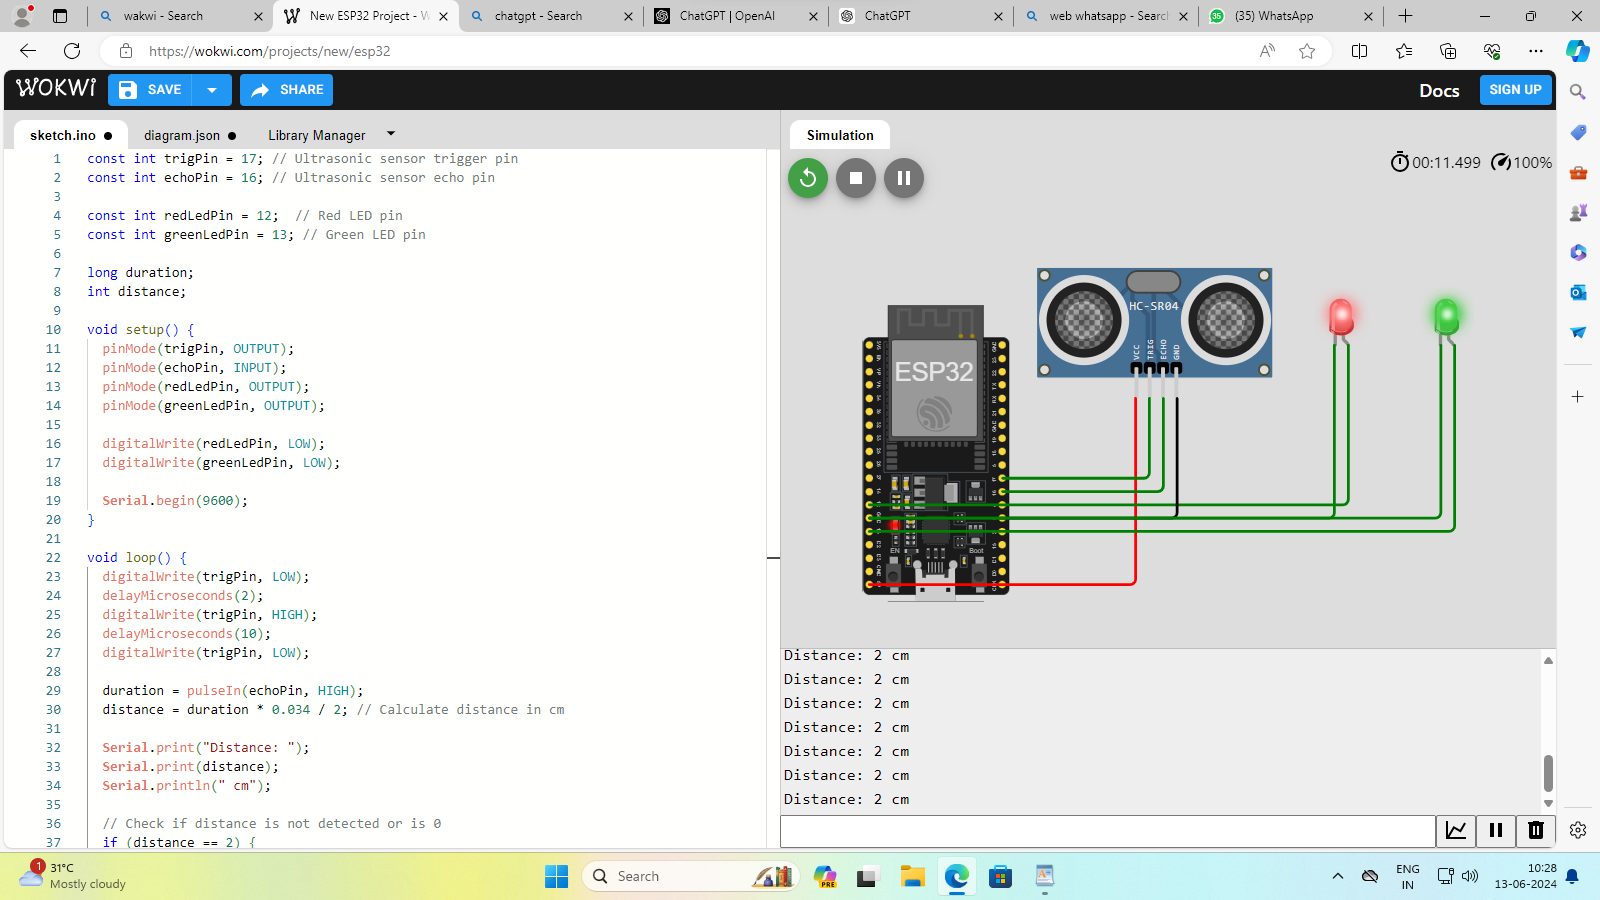 wakwi - Search
New ESP32 Project - W
chatgpt - Search
ChatGPT | OpenAI
ChatGPT
web whatsapp - Search
35
(35) WhatsApp
https://wokwi.com/projects/new/esp32
WOKWI
SAVE
SHARE
Docs
SIGN UP
sketch.ino
diagram.json
Library Manager
1 const int trigPin = 17; // Ultrasonic sensor trigger pin
2 const int echoPin = 16; // Ultrasonic sensor echo pin
3
4 const int redLedPin = 12;  // Red LED pin
5 const int greenLedPin = 13; // Green LED pin
6
7 long duration;
8 int distance;
9
10 void setup() {
11   pinMode(trigPin, OUTPUT);
12   pinMode(echoPin, INPUT);
13   pinMode(redLedPin, OUTPUT);
14   pinMode(greenLedPin, OUTPUT);
15
16   digitalWrite(redLedPin, LOW);
17   digitalWrite(greenLedPin, LOW);
18
19   Serial.begin(9600);
20 }
21
22 void loop() {
23   digitalWrite(trigPin, LOW);
24   delayMicroseconds(2);
25   digitalWrite(trigPin, HIGH);
26   delayMicroseconds(10);
27   digitalWrite(trigPin, LOW);
28
29   duration = pulseIn(echoPin, HIGH);
30   distance = duration * 0.034 / 2; // Calculate distance in cm
31
32   Serial.print("Distance: ");
33   Serial.print(distance);
34   Serial.println(" cm");
35
36   // Check if distance is not detected or is 0
37   if (distance == 2) {
Simulation
00:11.499
100%
HC-SR04
VCC
TRIG
ECHO
GND
ESP32
EN
Boot
Distance: 2 cm
Distance: 2 cm
Distance: 2 cm
Distance: 2 cm
Distance: 2 cm
Distance: 2 cm
Distance: 2 cm
1
31°C
Mostly cloudy
Search
PRE
ENG
IN
10:28
13-06-2024